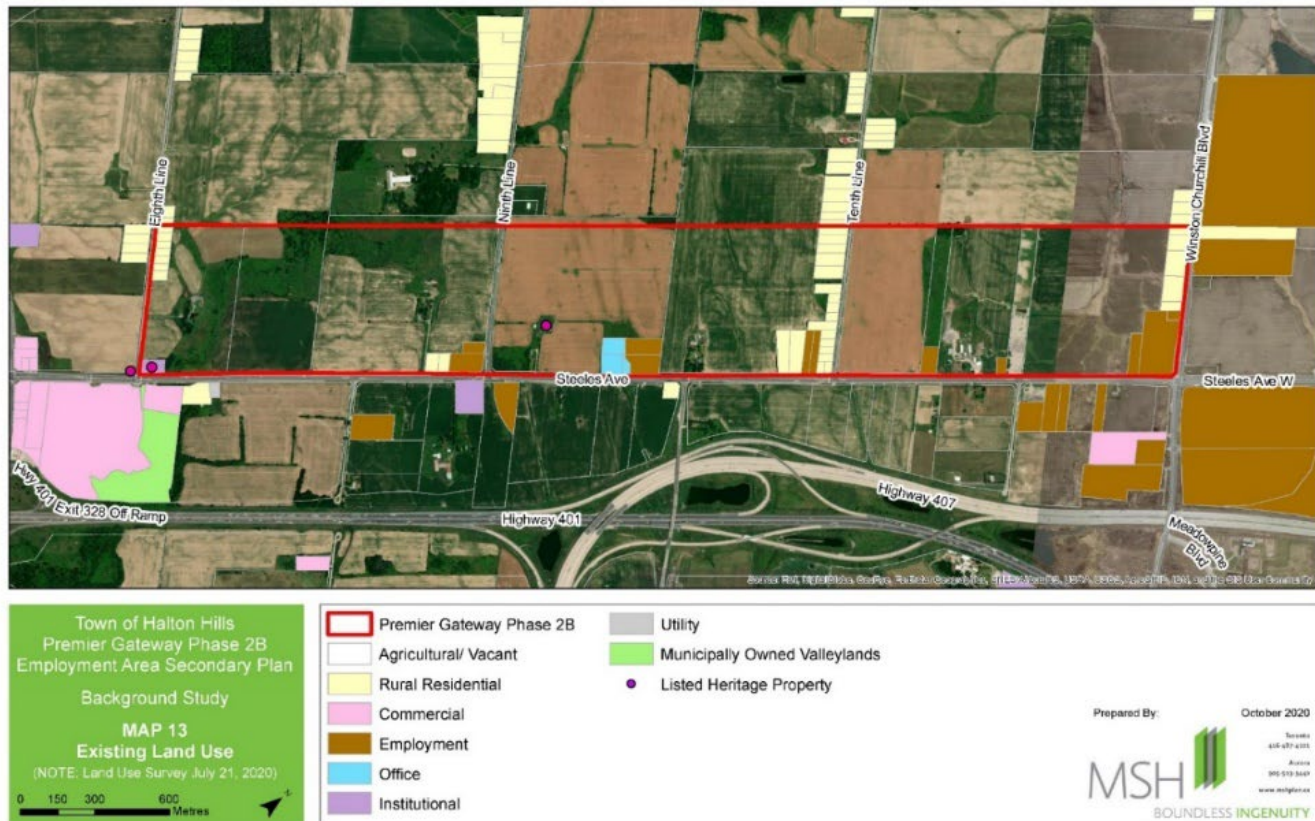 Eighth Line
Ninth Line
Tenth Line
Winston Churchill Blvd
Steeles Ave
Steeles Ave W
Hwy 401 Exit 328 Off Ramp
Highway 401
Highway 407
Meadowpine
Blvd
Town of Halton Hills
Premier Gateway Phase 2B
Employment Area Secondary Plan
Background Study
MAP 13
Existing Land Use
(NOTE: Land Use Survey July 21, 2020)
0 150 300 600
Metres
Premier Gateway Phase 2B
Agricultural/ Vacant
Rural Residential
Commercial
Employment
Office
Institutional
Utility
Municipally Owned Valleylands
Listed Heritage Property
Prepared By:
October 2020
Toronto
Aurora
MSH
BOUNDLESS INGENUITY